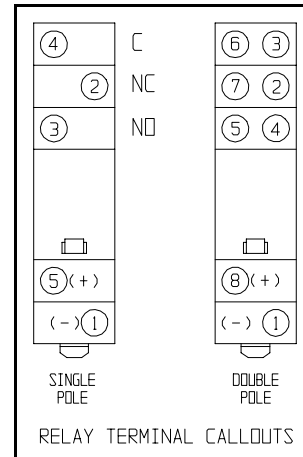 4 C 6 3
2 NC 7 2
3 NO 5 4
5 (+) 8 (+)
(-) 1 (-) 1
SINGLE POLE
DOUBLE POLE
RELAY TERMINAL CALLOUTS